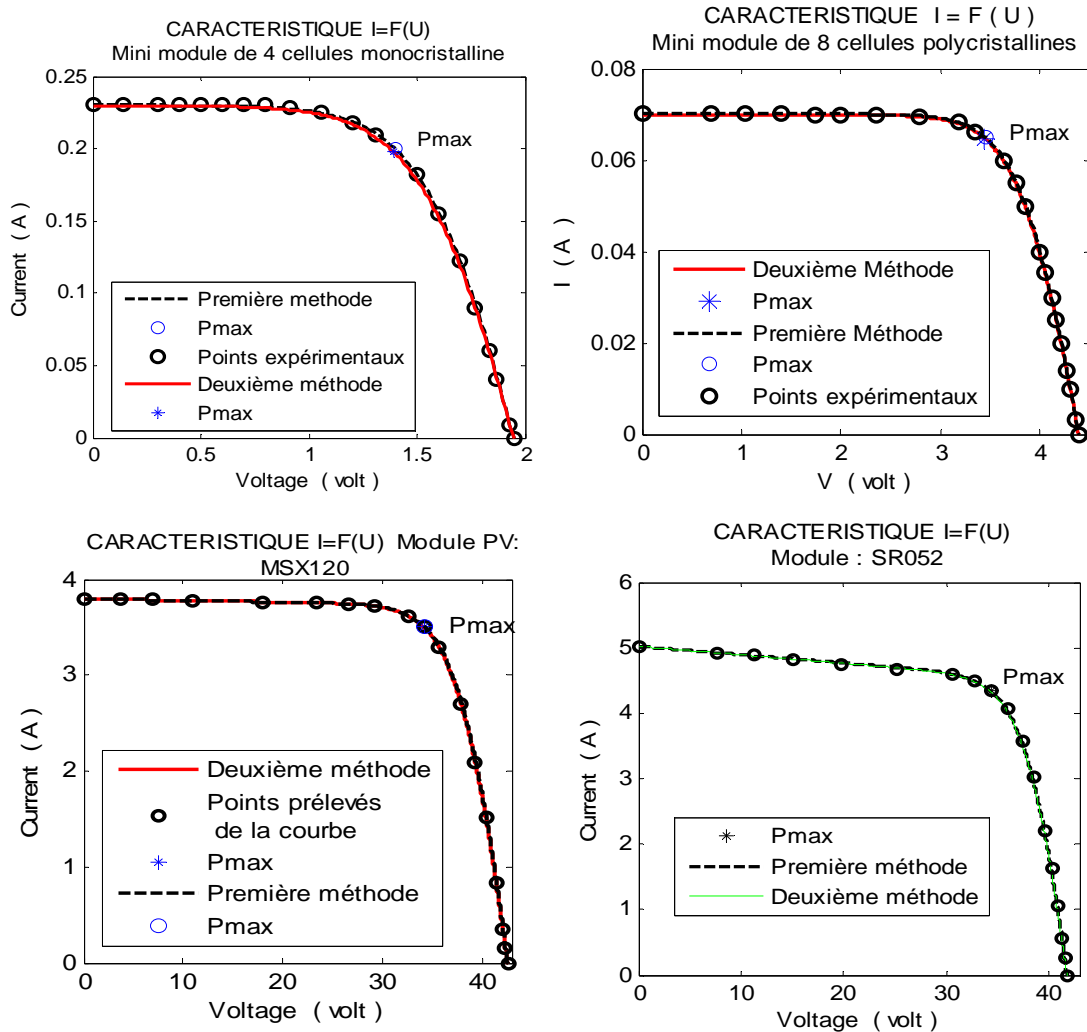 CARACTERISTIQUE I=F(U)
Mini module de 4 cellules monocristalline
0.25
0.2
0.15
0.1
0.05
0
Current ( A )
Pmax
Première methode
Pmax
Points expérimentaux
Deuxième méthode
Pmax
0
0.5
1
1.5
2
Voltage ( volt )
CARACTERISTIQUE I = F ( U )
Mini module de 8 cellules polycristallines
0.08
0.06
0.04
0.02
0
I ( A )
Pmax
Deuxième Méthode
Pmax
Première Méthode
Pmax
Points expérimentaux
0
1
2
3
4
V ( volt )
CARACTERISTIQUE I=F(U) Module PV:
MSX120
4
3
2
1
0
Current ( A )
Pmax
Deuxième méthode
Points prélevés
de la courbe
Pmax
Première méthode
Pmax
0
10
20
30
40
Voltage ( volt )
CARACTERISTIQUE I=F(U)
Module : SR052
6
5
4
3
2
1
0
Current ( A )
Pmax
Pmax
Première méthode
Deuxième méthode
0
10
20
30
40
Voltage ( volt )